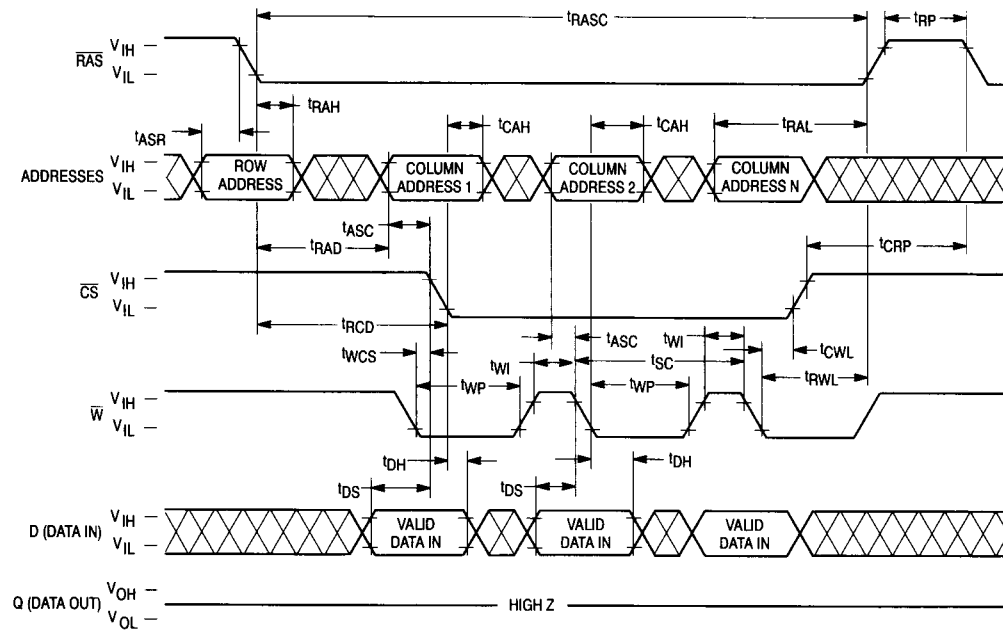 tRASC
tRP
RAS
VIH
VIL
tRAH
tASR
tCAH
tCAH
tRAL
ADDRESSES
VIH
VIL
ROW
ADDRESS
COLUMN
ADDRESS 1
COLUMN
ADDRESS 2
COLUMN
ADDRESS N
tASC
tRAD
tCRP
CS
VIH
VIL
tRCD
tASC
tWI
tCWL
tWCS
tWI
tSC
tRWL
tWP
tWP
W
VIH
VIL
tDH
tDH
tDS
tDS
D (DATA IN)
VIH
VIL
VALID
DATA IN
VALID
DATA IN
VALID
DATA IN
Q (DATA OUT)
VOH
VOL
HIGH Z